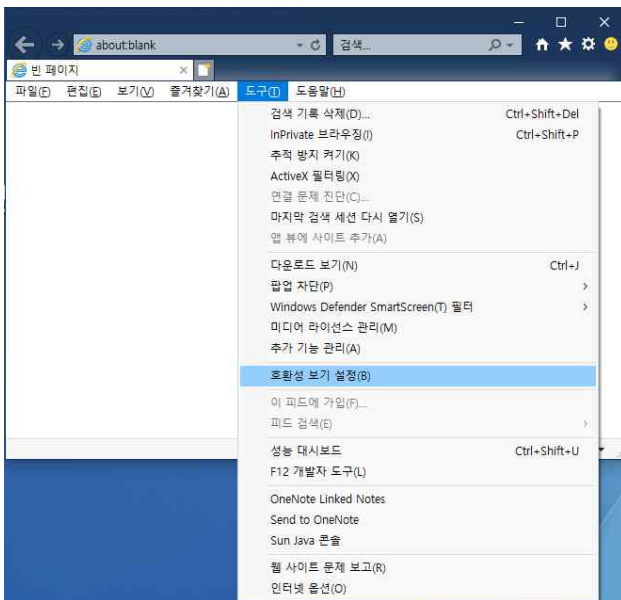 about:blank
검색...
빈 페이지
파일(F) 편집(E) 보기(V) 즐겨찾기(A) 도구(T) 도움말(H)
검색 기록 삭제(D)... Ctrl+Shift+Del
InPrivate 브라우징(I) Ctrl+Shift+P
추적 방지 켜기(K)
ActiveX 필터링(X)
연결 문제 진단(C)...
마지막 검색 세션 다시 열기(S)
앱 뷰에 사이트 추가(A)
다운로드 보기(N) Ctrl+J
팝업 차단(P)
Windows Defender SmartScreen(T) 필터
미디어 라이선스 관리(M)
추가 기능 관리(A)
호환성 보기 설정(B)
이 피드에 가입(F)...
피드 검색(E)
성능 대시보드 Ctrl+Shift+U
F12 개발자 도구(L)
OneNote Linked Notes
Send to OneNote
Sun Java 콘솔
웹 사이트 문제 보고(R)
인터넷 옵션(O)